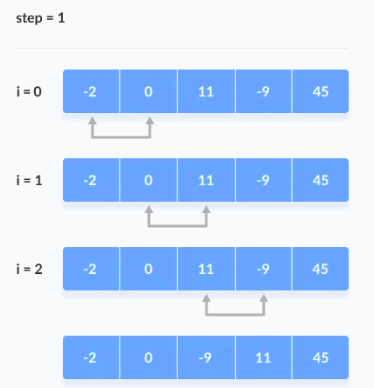 step = 1
i = 0 -2 0 11 -9 45
i = 1 -2 0 11 -9 45
i = 2 -2 0 11 -9 45
-2 0 -9 11 45